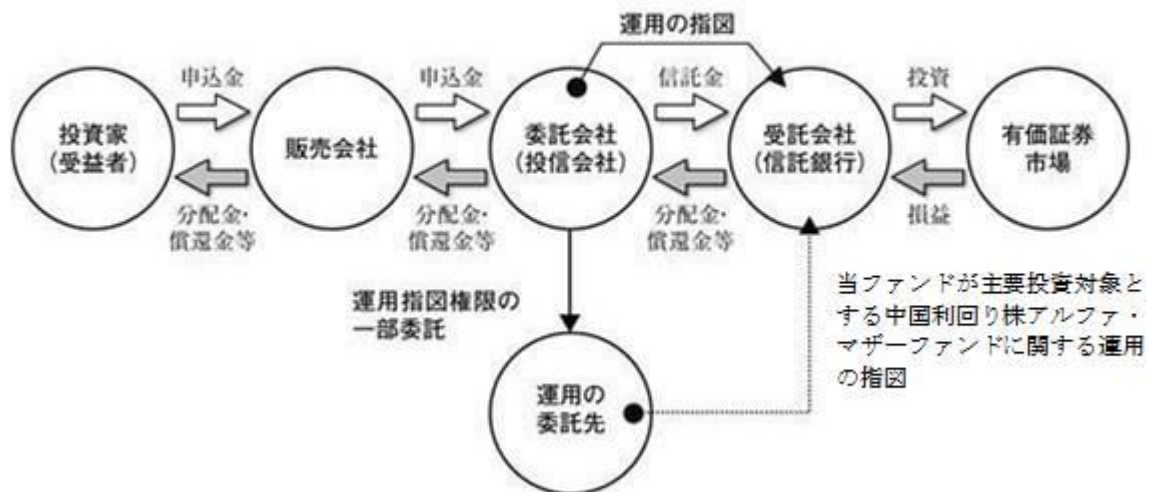 運用の指図
申込金
申込金
信託金
投資
投資家
(受益者)
販売会社
委託会社
(投信会社)
受託会社
(信託銀行)
有価証券
市場
分配金・
償還金等
分配金・
償還金等
分配金・
償還金等
損益
運用指図権限の
一部委託
当ファンドが主要投資対象と
する中国利回り株アルファ・
マザーファンドに関する運用
の指図
運用の
委託先